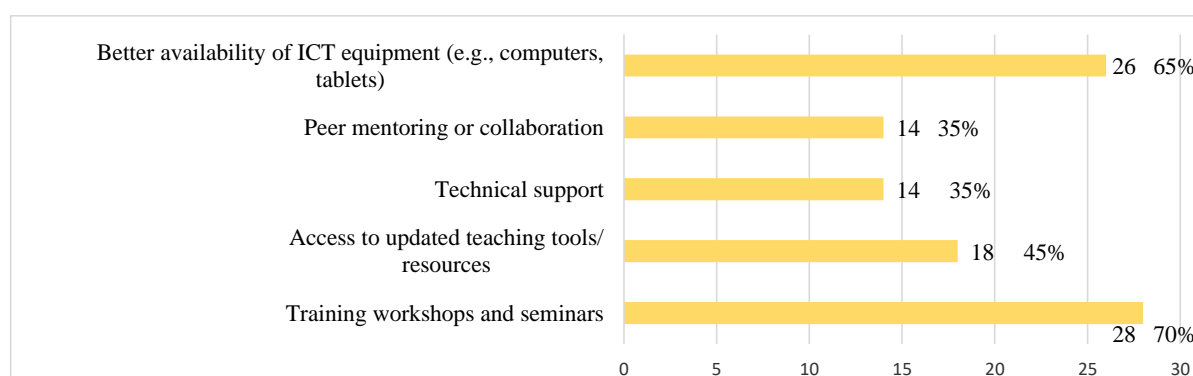 Better availability of ICT equipment (e.g., computers,
tablets)
26 65%
Peer mentoring or collaboration
14 35%
Technical support
14 35%
Access to updated teaching tools/
resources
18 45%
Training workshops and seminars
28 70%
0 5 10 15 20 25 30